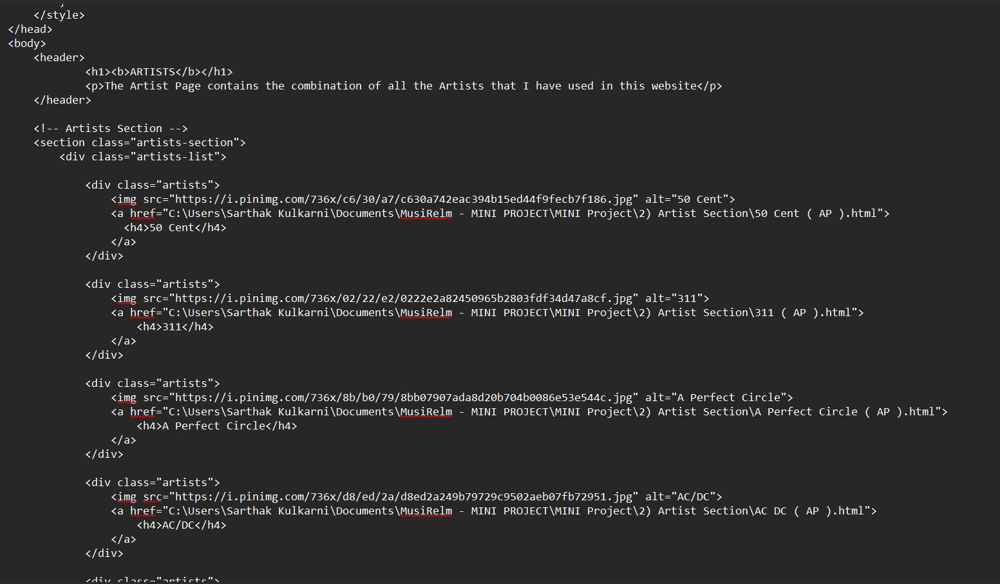 </style>
</head>
<body>
<header>
<h1><b>ARTISTS</b></h1>
<p>The Artist Page contains the combination of all the Artists that I have used in this website</p>
</header>
<!-- Artists Section -->
<section class="artists-section">
<div class="artists-list">
<div class="artists">
<img src="https://i.pinimg.com/736x/c6/30/a7/c630a742eac394b15ed44f9fecb7f186.jpg" alt="50 Cent">
<a href="C:\Users\Sarthak Kulkarni\Documents\MusiRelm - MINI PROJECT\MINI Project\2) Artist Section\50 Cent ( AP ).html">
<h4>50 Cent</h4>
</a>
</div>
<div class="artists">
<img src="https://i.pinimg.com/736x/02/22/e2/0222e2a82450965b2803fdf34d47a8cf.jpg" alt="311">
<a href="C:\Users\Sarthak Kulkarni\Documents\MusiRelm - MINI PROJECT\MINI Project\2) Artist Section\311 ( AP ).html">
<h4>311</h4>
</a>
</div>
<div class="artists">
<img src="https://i.pinimg.com/736x/8b/b0/79/8bb07907ada8d20b704b0086e53e544c.jpg" alt="A Perfect Circle">
<a href="C:\Users\Sarthak Kulkarni\Documents\MusiRelm - MINI PROJECT\MINI Project\2) Artist Section\A Perfect Circle ( AP ).html">
<h4>A Perfect Circle</h4>
</a>
</div>
<div class="artists">
<img src="https://i.pinimg.com/736x/d8/ed/2a/d8ed2a249b79729c9502aeb07fb72951.jpg" alt="AC/DC">
<a href="C:\Users\Sarthak Kulkarni\Documents\MusiRelm - MINI PROJECT\MINI Project\2) Artist Section\AC DC ( AP ).html">
<h4>AC/DC</h4>
</a>
</div>
<div class="artists">